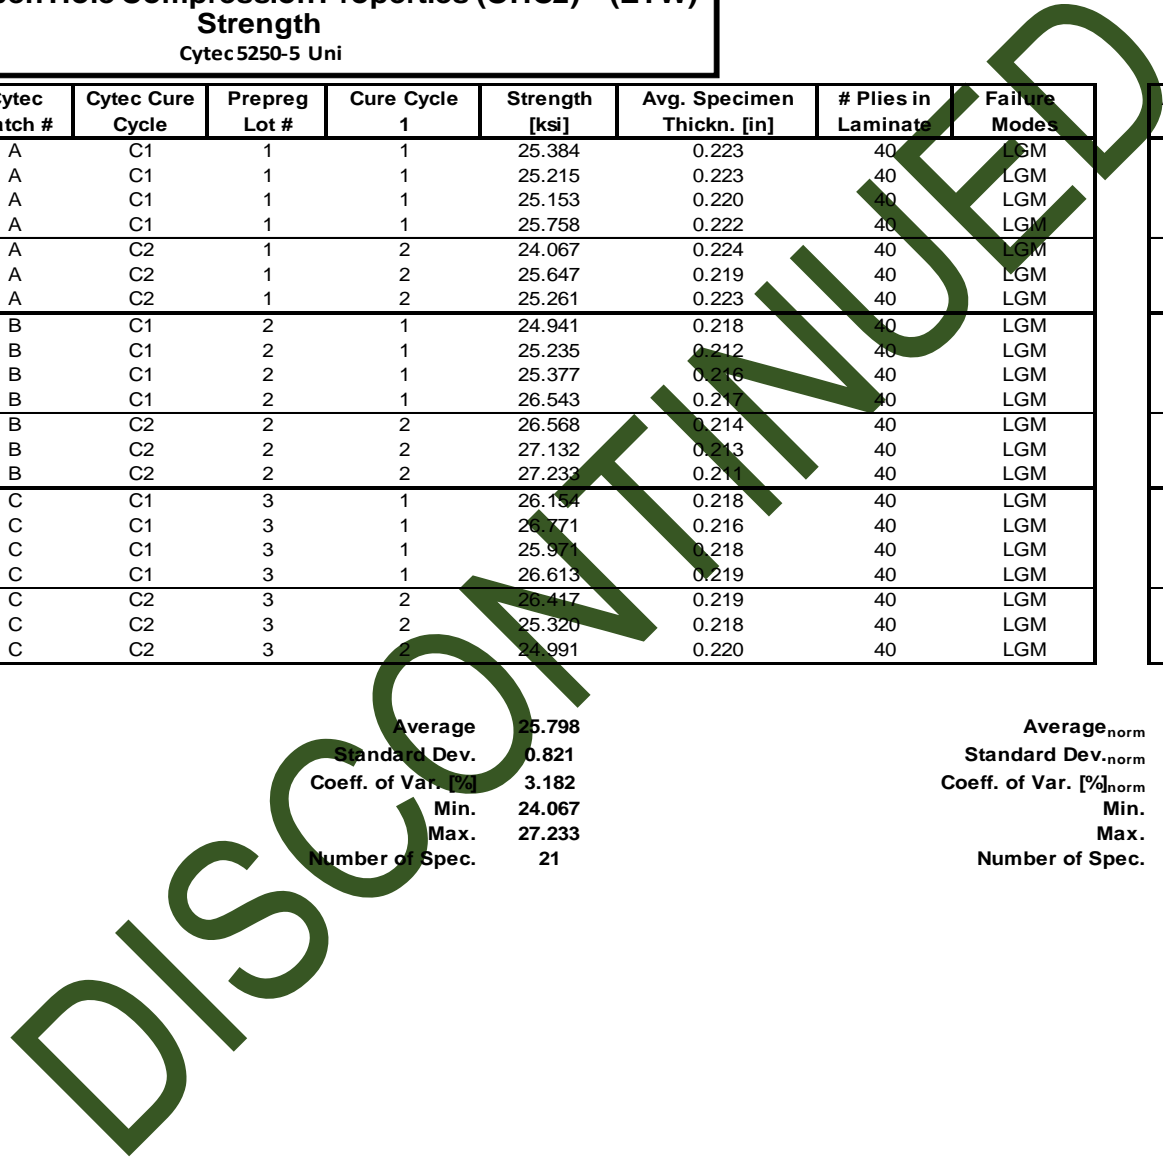 Compression Properties (OHC2) -- (ETW)
Strength
Cytec 5250-5 Uni
Cytec Cure Prepreg Cure Cycle Strength Avg. Specimen # Plies in Failure
Cycle Lot # 1 [ksi] Thickn. [in] Laminate Modes
A C1 1 1 25.384 0.223 40 LGM
A C1 1 1 25.215 0.223 40 LGM
A C1 1 1 25.153 0.220 40 LGM
A C1 1 1 25.758 0.222 40 LGM
A C2 1 2 24.067 0.224 40 LGM
A C2 1 2 25.647 0.219 40 LGM
A C2 1 2 25.261 0.223 40 LGM
B C1 2 1 24.941 0.218 40 LGM
B C1 2 1 25.235 0.212 40 LGM
B C1 2 1 25.377 0.216 40 LGM
B C1 2 1 26.543 0.217 40 LGM
B C2 2 2 26.568 0.214 40 LGM
B C2 2 2 27.132 0.213 40 LGM
B C2 2 2 27.233 0.211 40 LGM
C C1 3 1 26.154 0.218 40 LGM
C C1 3 1 26.771 0.216 40 LGM
C C1 3 1 25.971 0.218 40 LGM
C C1 3 1 26.613 0.219 40 LGM
C C2 3 2 26.417 0.219 40 LGM
C C2 3 2 25.320 0.218 40 LGM
C C2 3 2 24.991 0.220 40 LGM
Average 25.798 Average norm
Standard Dev. 0.821 Standard Dev. norm
Coeff. of Var. [%] 3.182 Coeff. of Var. [%] norm
Min. 24.067 Min.
Max. 27.233 Max.
Number of Spec. 21 Number of Spec.
DISCONTINUED